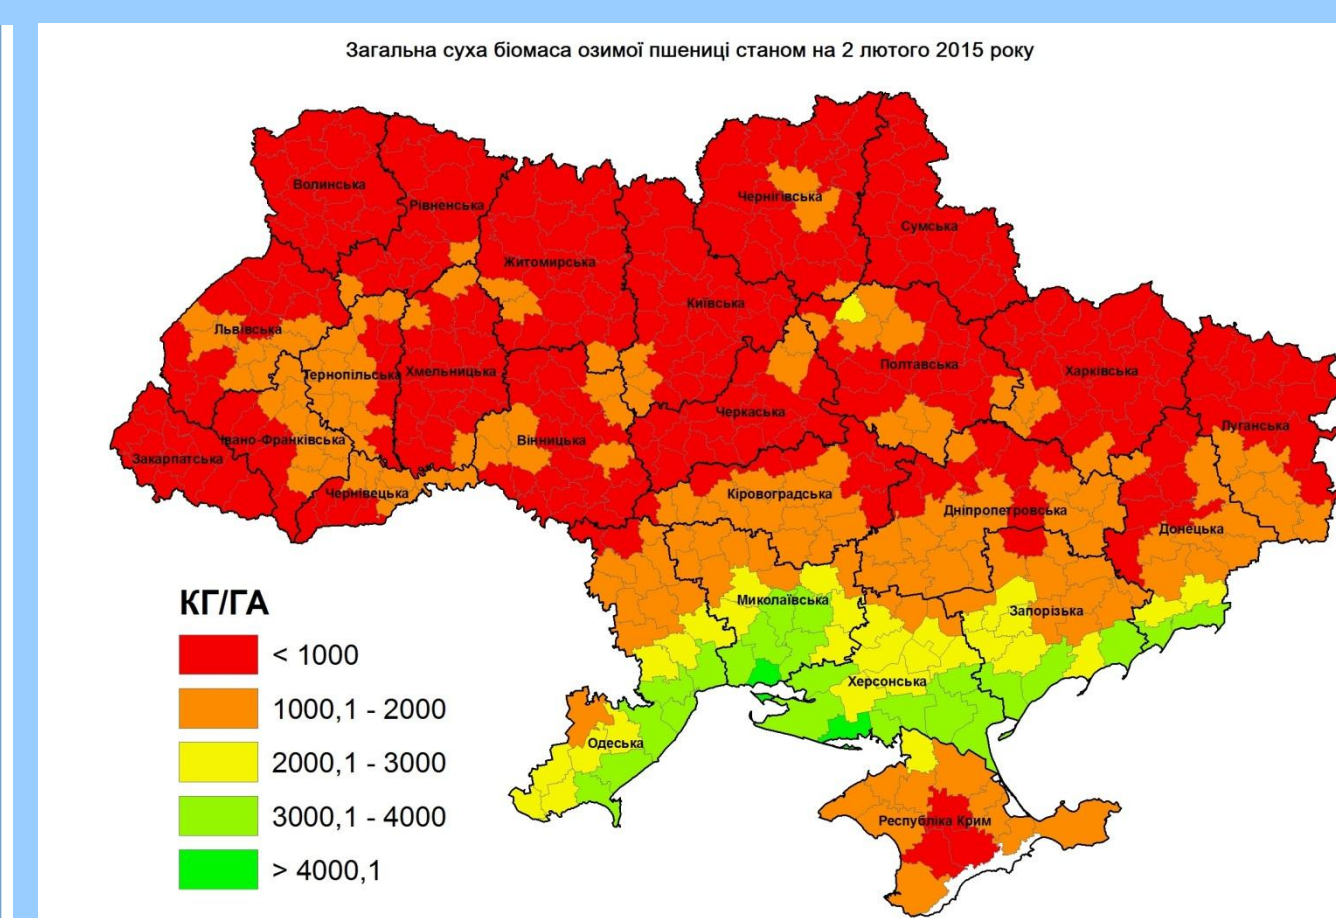 Загальна суха біомаса озимої пшениці станом на 2 лютого 2015 року
Волинська
Рівненська
Чернігівська
Сумська
Житомирська
Київська
Львівська
Тернопільська
Хмельницька
Полтавська
Харківська
Черкаська
Луганська
Івано-Франківська
Вінницька
Закарпатська
Чернівецька
Кіровоградська
Дніпропетровська
Донецька
Миколаївська
Запорізька
Херсонська
Одеська
Республіка Крим
КГ/ГА
< 1000
1000,1 - 2000
2000,1 - 3000
3000,1 - 4000
> 4000,1